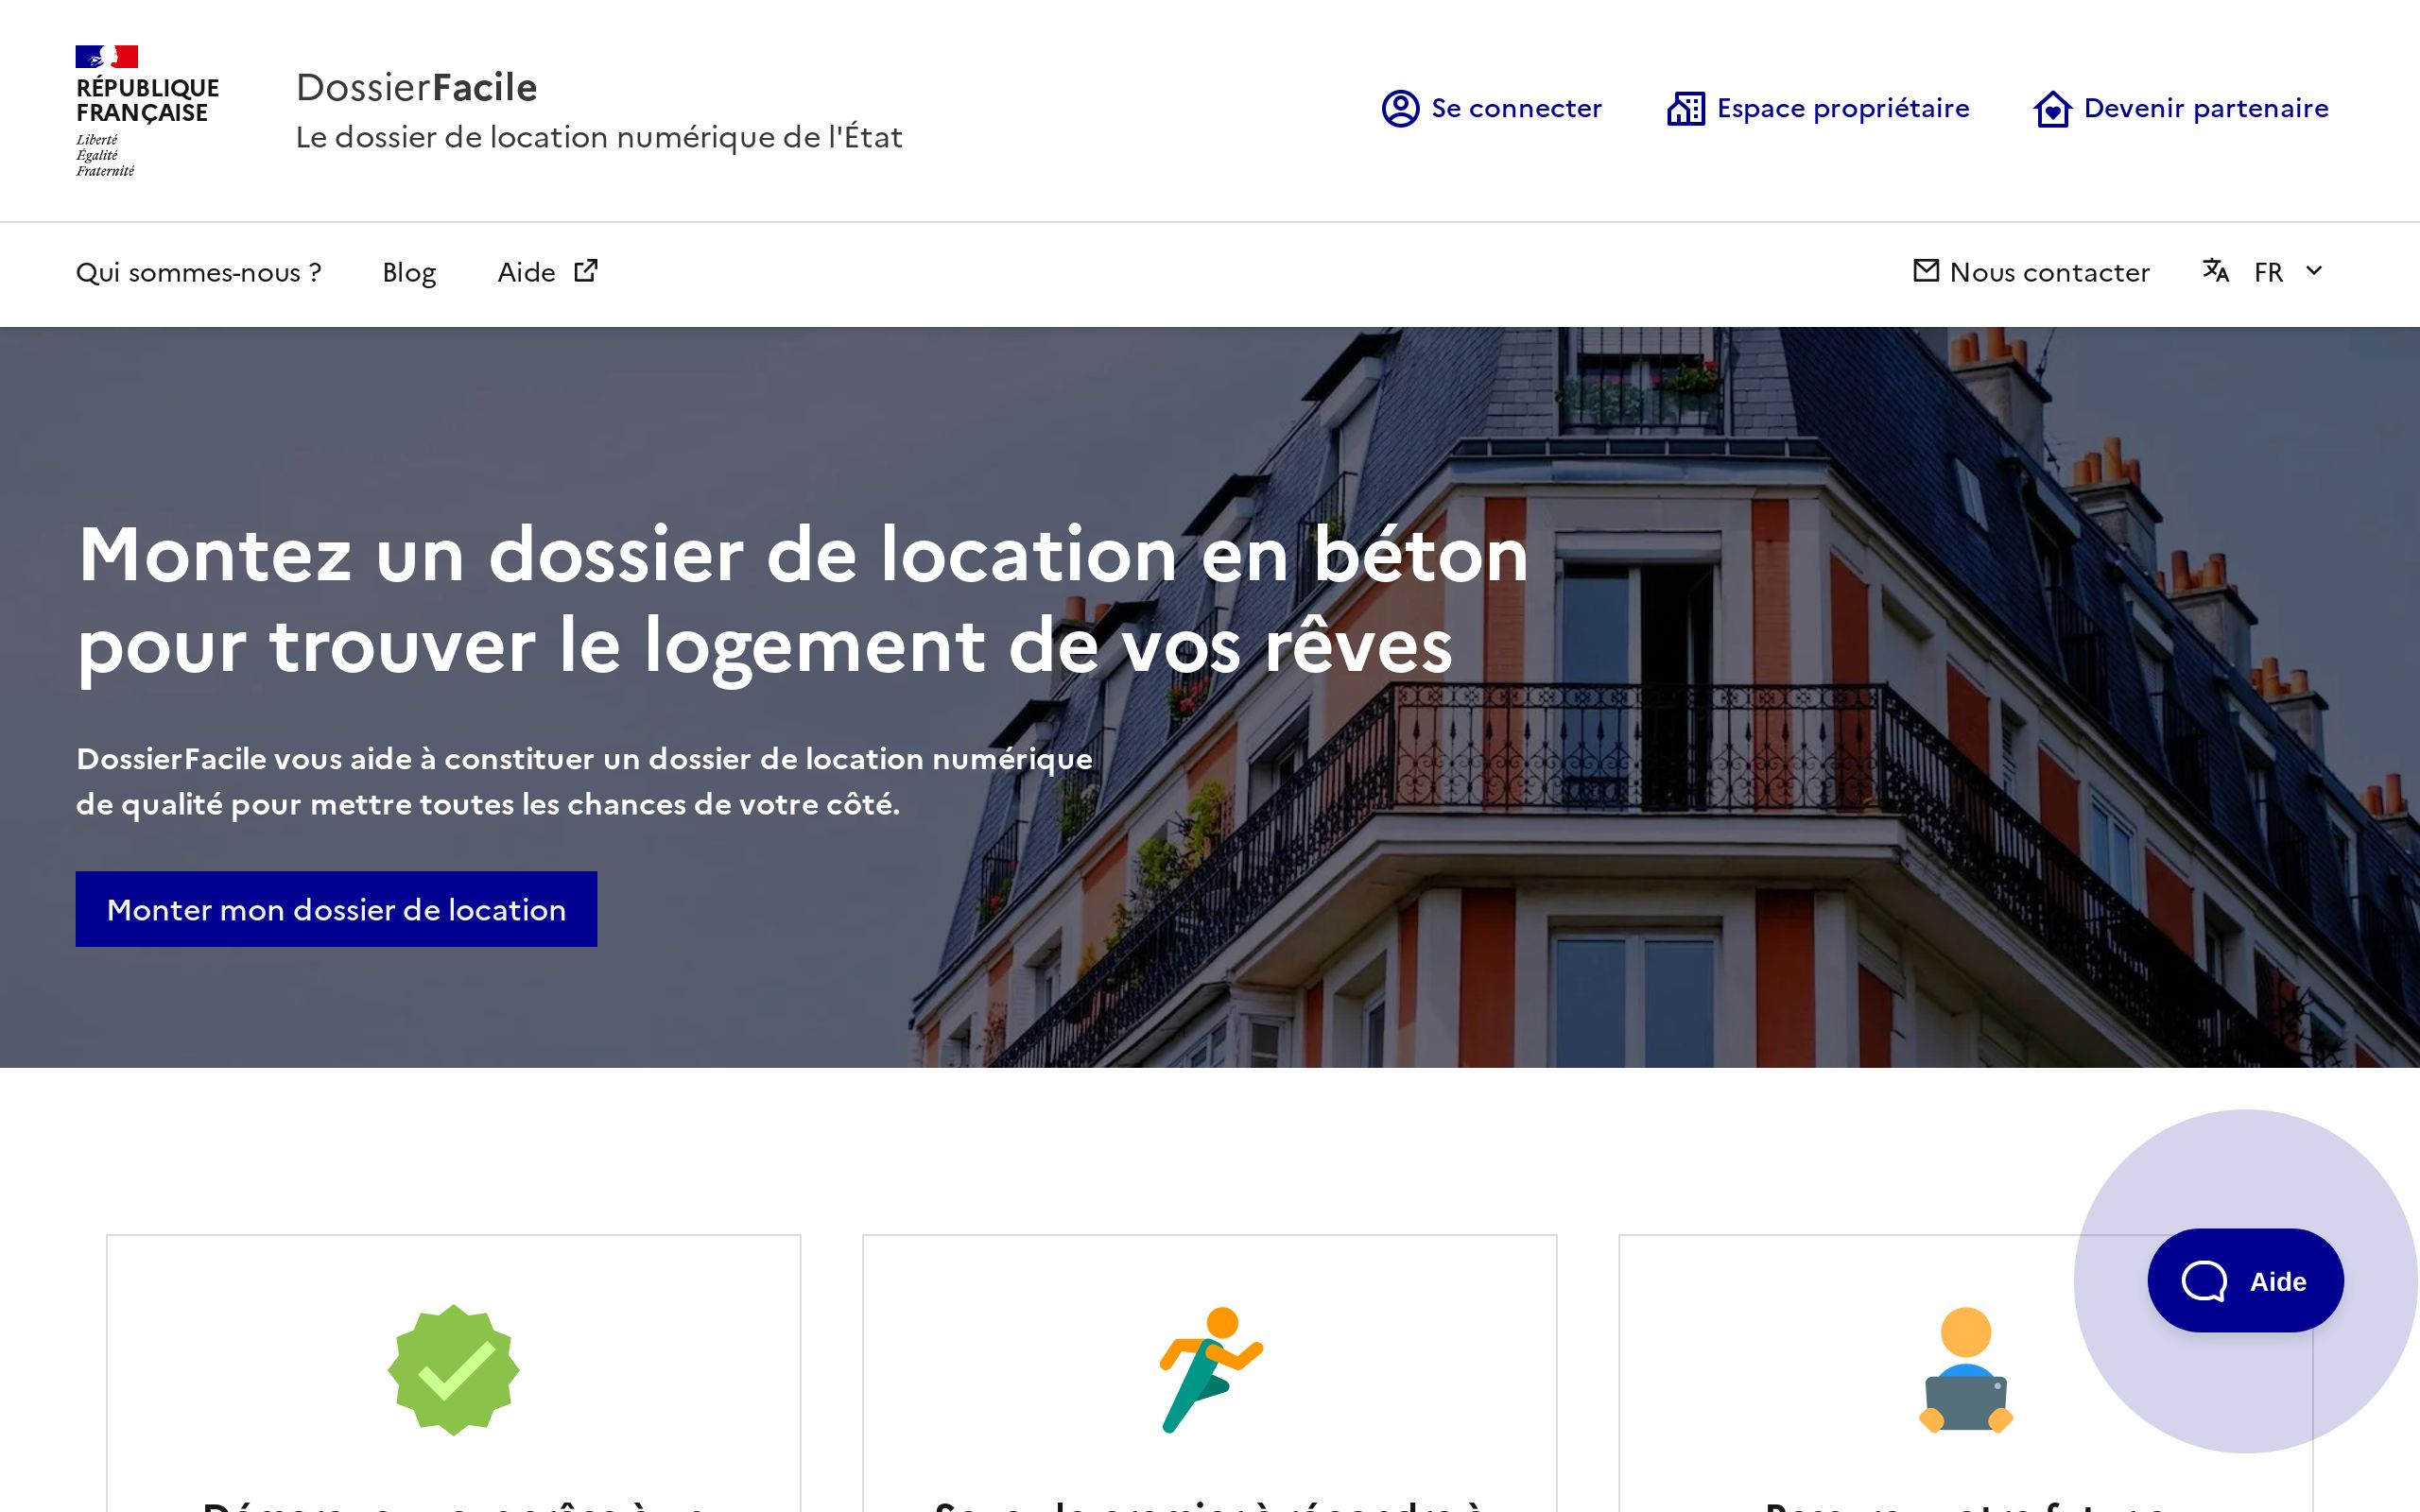 RÉPUBLIQUE
FRANÇAISE
Liberté
Égalité
Fraternité
DossierFacile
Le dossier de location numérique de l'État
Se connecter
Espace propriétaire
Devenir partenaire
Qui sommes-nous ?
Blog
Aide
Nous contacter
FR
Montez un dossier de location en béton
pour trouver le logement de vos rêves
DossierFacile vous aide à constituer un dossier de location numérique
de qualité pour mettre toutes les chances de votre côté.
Monter mon dossier de location
Aide